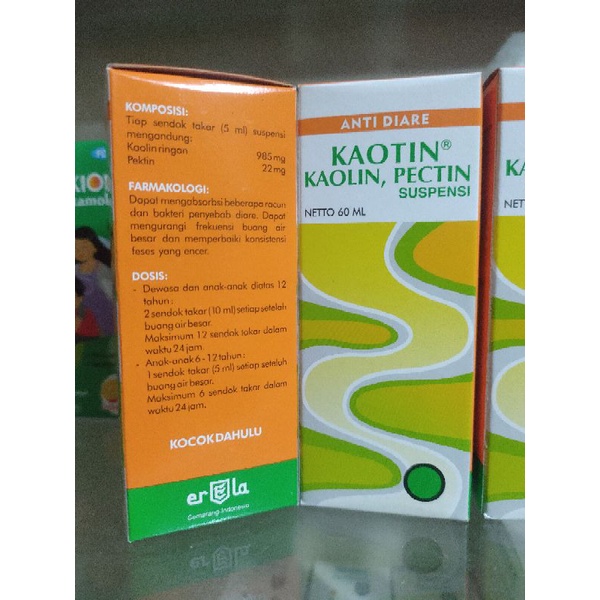 KOMPOSISI:
Tiap sendok takar (5 ml) suspensi
mengandung:
Kaolin ringan 985 mg
Pektin 22 mg
FARMAKOLOGI:
Dapat mengabsorbsi beberapa racun
dan bakteri penyebab diare. Dapat
mengurangi frekuensi buang air
besar dan memperbaiki konsistensi
feses yang encer.
DOSIS:
- Dewasa dan anak-anak diatas 12
tahun :
2 sendok takar (10 ml) setiap setelah
buang air besar.
Maksimum 12 sendok takar dalam
waktu 24 jam.
- Anak-anak 6 - 12 tahun :
1 sendok takar (5 ml) setiap seteluh
buang air besar.
Maksimum 6 sendok takar dalam
waktu 24 jam.
KOCOK DAHULU
erela
Semarang Indonesia
ANTI DIARE
KAOTIN®
KAOLIN, PECTIN
SUSPENSI
NETTO 60 ML
KA
KAO
NET